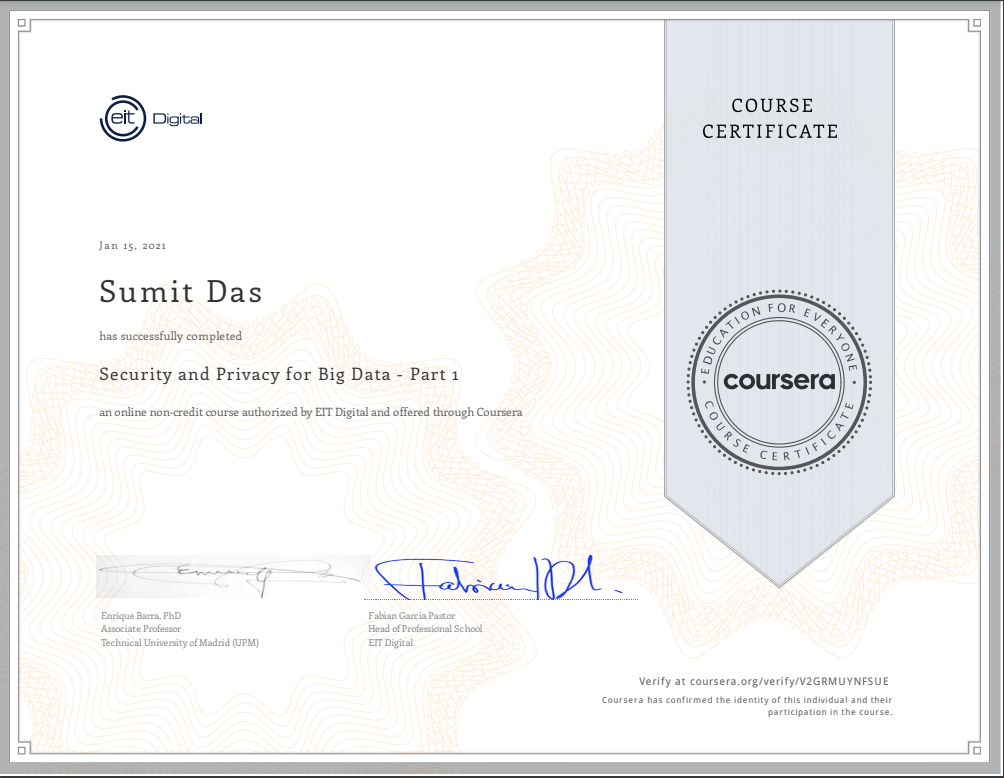 eit Digital
COURSE
CERTIFICATE
Jan 15, 2021
Sumit Das
has successfully completed
Security and Privacy for Big Data - Part 1
an online non-credit course authorized by EIT Digital and offered through Coursera
EDUCATION FOR EVERYONE
coursera
COURSE CERTIFICATE
Enrique Barra, PhD
Associate Professor
Technical University of Madrid (UPM)
Fabian Garcia Pastor
Head of Professional School
EIT Digital
Verify at coursera.org/verify/V2GRMUYNFSUE
Coursera has confirmed the identity of this individual and their
participation in the course.